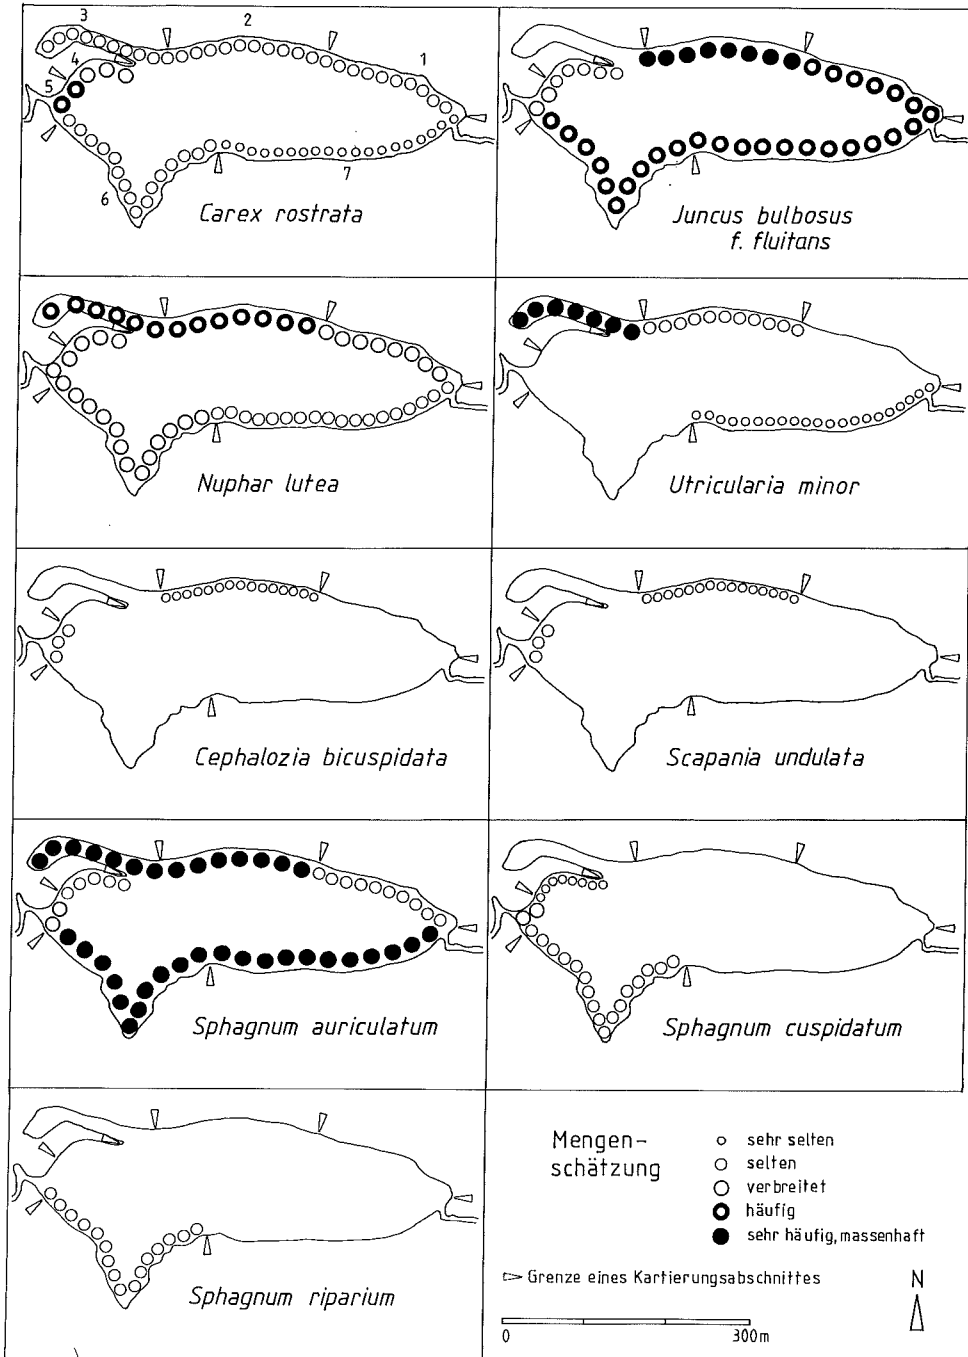 3
2
1
4
5
6
7
Carex rostrata
Juncus bulbosus
f. fluitans
Nuphar lutea
Utricularia minor
Cephalozia bicuspidata
Scapania undulata
Sphagnum auriculatum
Sphagnum cuspidatum
Sphagnum riparium
Mengen-
schätzung
sehr selten
selten
verbreitet
häufig
sehr häufig, massenhaft
Grenze eines Kartierungsabschnittes
N
0 300m